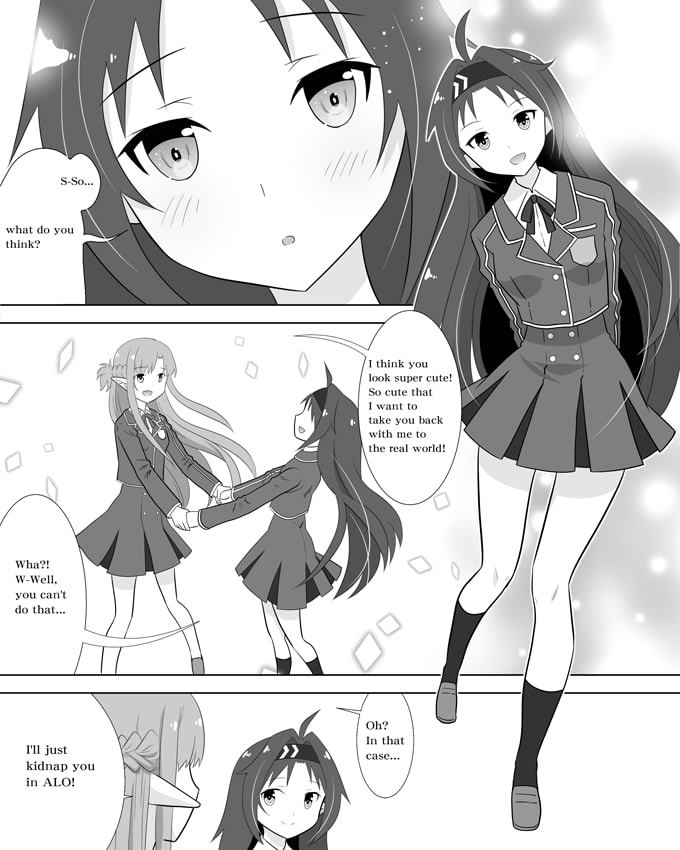 S-So...
what do you
think?
I think you
look super cute!
So cute that
I want to
take you back
with me to
the real world!
Wha?!
W-Well,
you can't
do that...
Oh?
In that
case...
I'll just
kidnap you
in ALO!